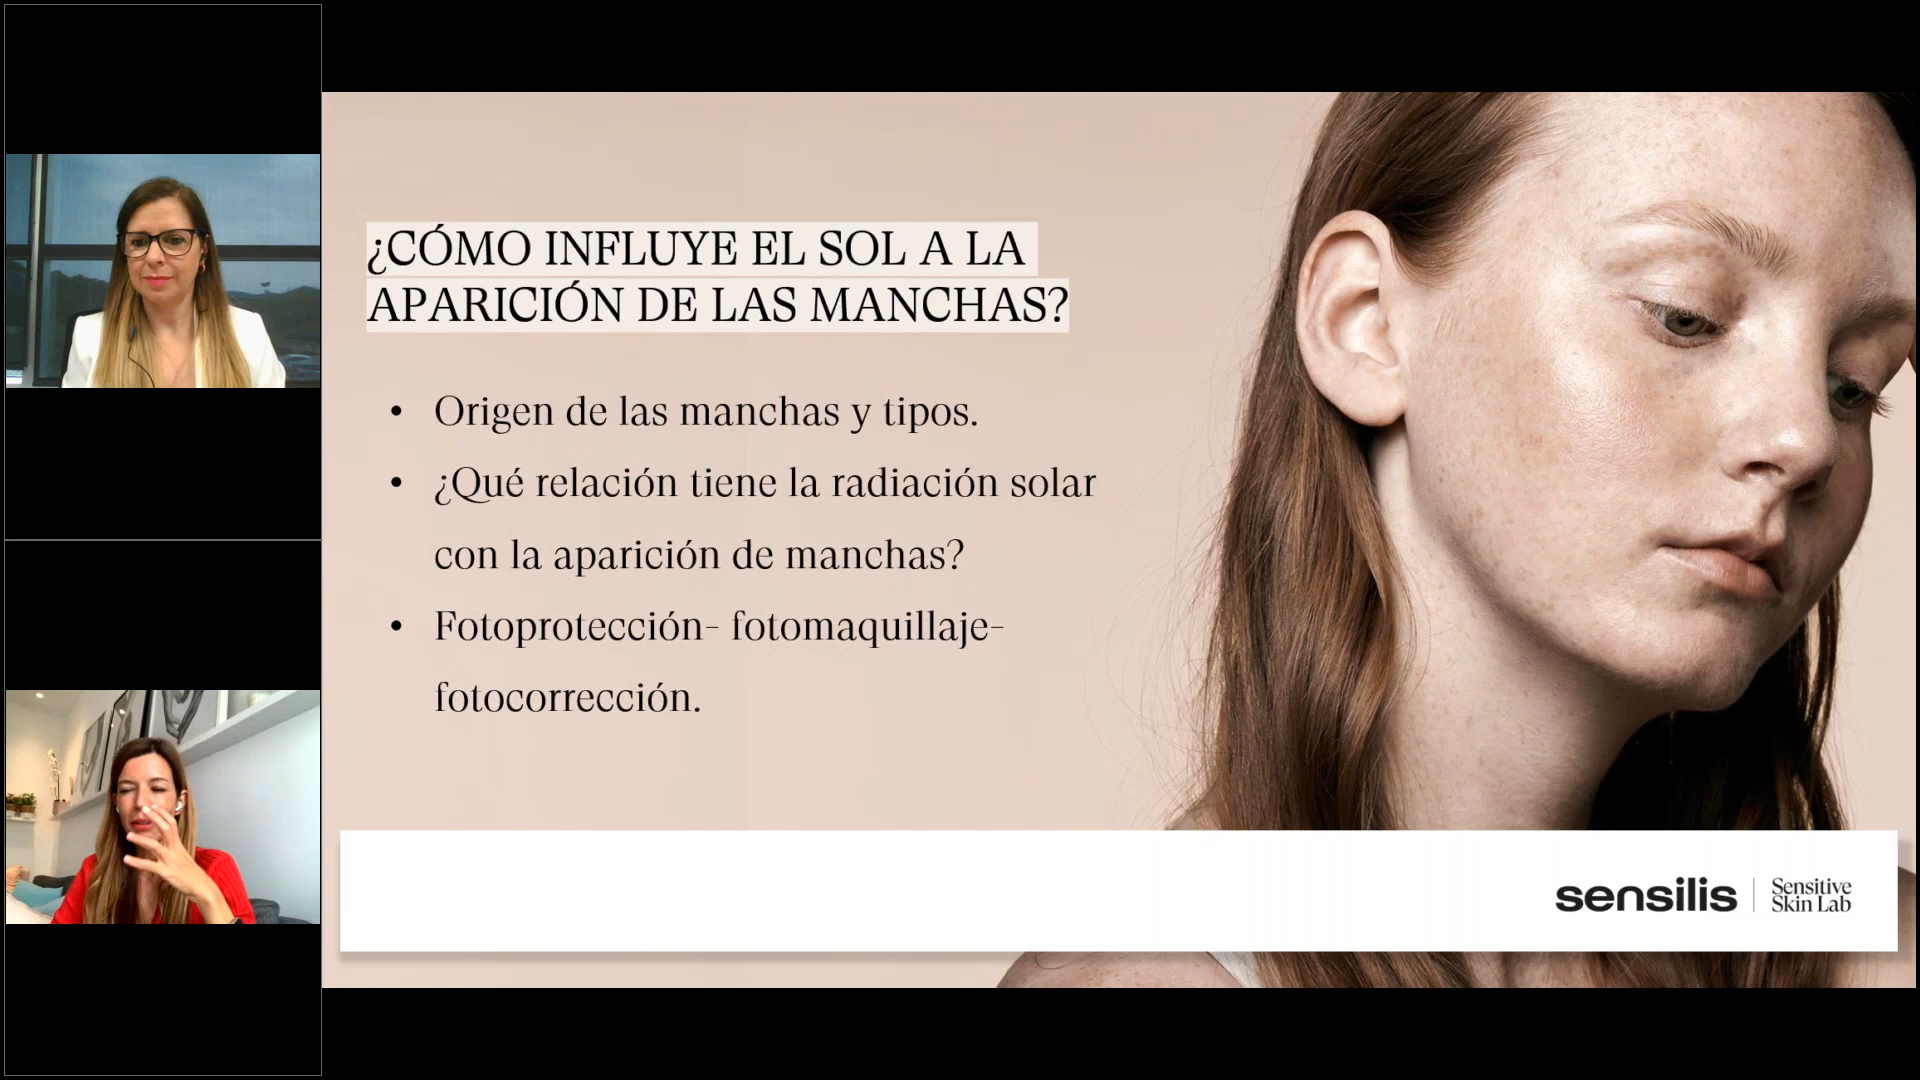 ¿CÓMO INFLUYE EL SOL A LA
APARICIÓN DE LAS MANCHAS?
• Origen de las manchas y tipos.
• ¿Qué relación tiene la radiación solar
con la aparición de manchas?
• Fotoprotección- fotomaquillaje-
fotocorrección.
sensilis | Sensitive
Skin Lab